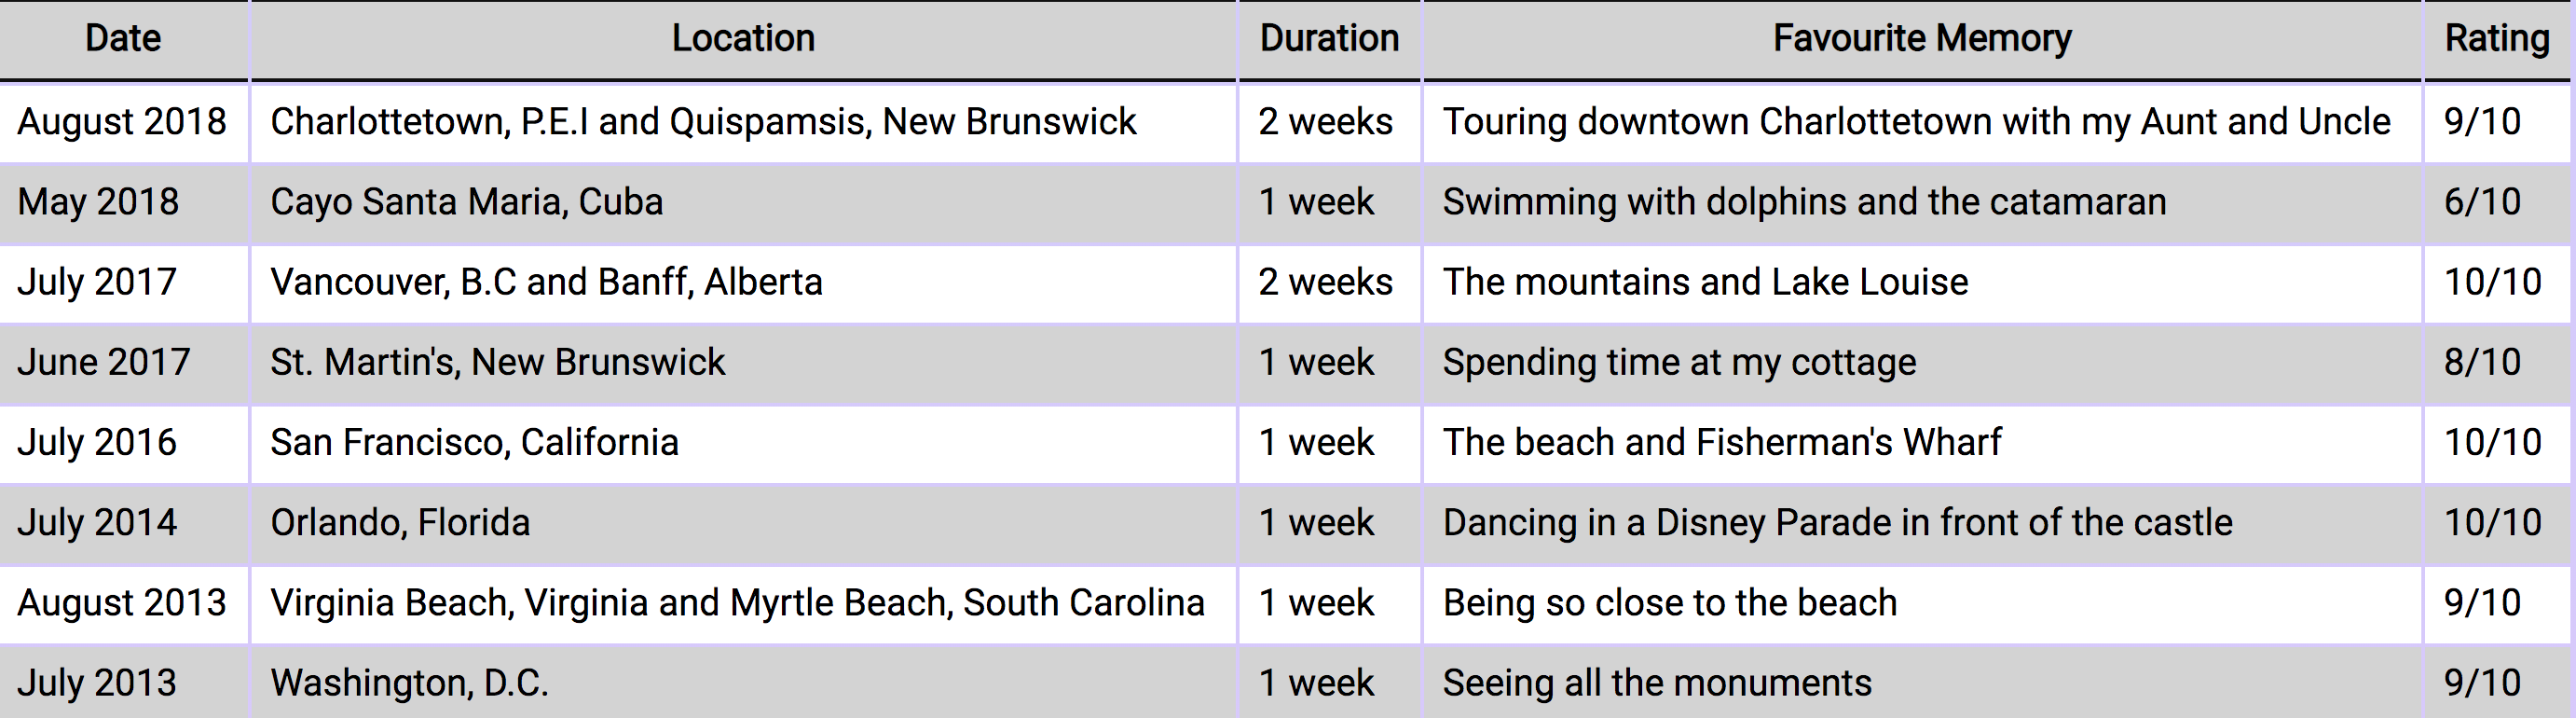 Date Location Duration Favourite Memory Rating
August 2018 Charlottetown, P.E.I and Quispamsis, New Brunswick 2 weeks Touring downtown Charlottetown with my Aunt and Uncle 9/10
May 2018 Cayo Santa Maria, Cuba 1 week Swimming with dolphins and the catamaran 6/10
July 2017 Vancouver, B.C and Banff, Alberta 2 weeks The mountains and Lake Louise 10/10
June 2017 St. Martin's, New Brunswick 1 week Spending time at my cottage 8/10
July 2016 San Francisco, California 1 week The beach and Fisherman's Wharf 10/10
July 2014 Orlando, Florida 1 week Dancing in a Disney Parade in front of the castle 10/10
August 2013 Virginia Beach, Virginia and Myrtle Beach, South Carolina 1 week Being so close to the beach 9/10
July 2013 Washington, D.C. 1 week Seeing all the monuments 9/10